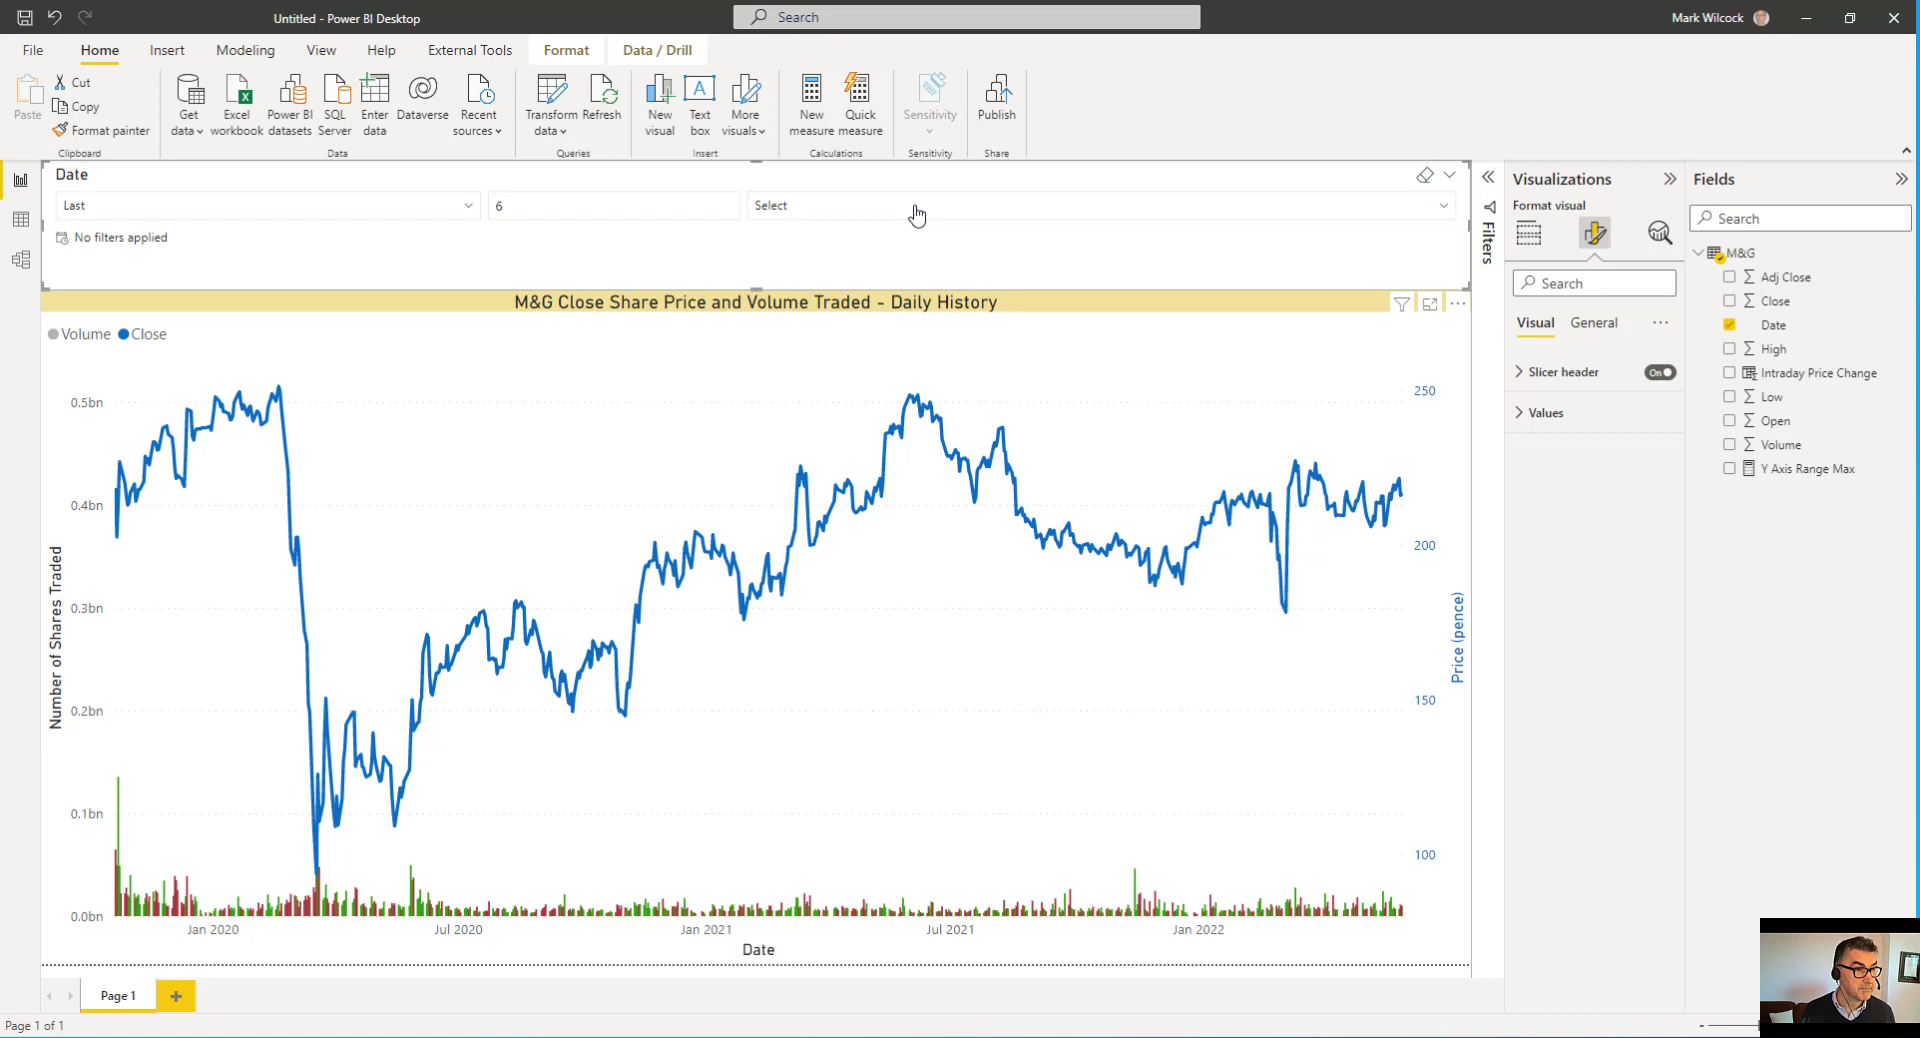 Untitled - Power BI Desktop
Search
Mark Wilcock
File
Home
Insert
Modeling
View
Help
External Tools
Format
Data / Drill
Paste
Cut
Copy
Format painter
Clipboard
Get data
Excel workbook
Power BI datasets
SQL Server
Enter data
Dataverse
Recent sources
Data
Transform data
Refresh
Queries
New visual
Text box
More visuals
Insert
New measure
Quick measure
Calculations
Sensitivity
Sensitivity
Publish
Share
Date
Last
6
Select
No filters applied
M&G Close Share Price and Volume Traded - Daily History
Volume
Close
Number of Shares Traded
0.5bn
0.4bn
0.3bn
0.2bn
0.1bn
0.0bn
250
200
150
100
Price (pence)
Jan 2020
Jul 2020
Jan 2021
Jul 2021
Jan 2022
Date
Filters
Visualizations
Format visual
Search
Visual
General
Slicer header
On
Values
Fields
Search
M&G
Adj Close
Close
Date
High
Intraday Price Change
Low
Open
Volume
Y Axis Range Max
Page 1
Page 1 of 1